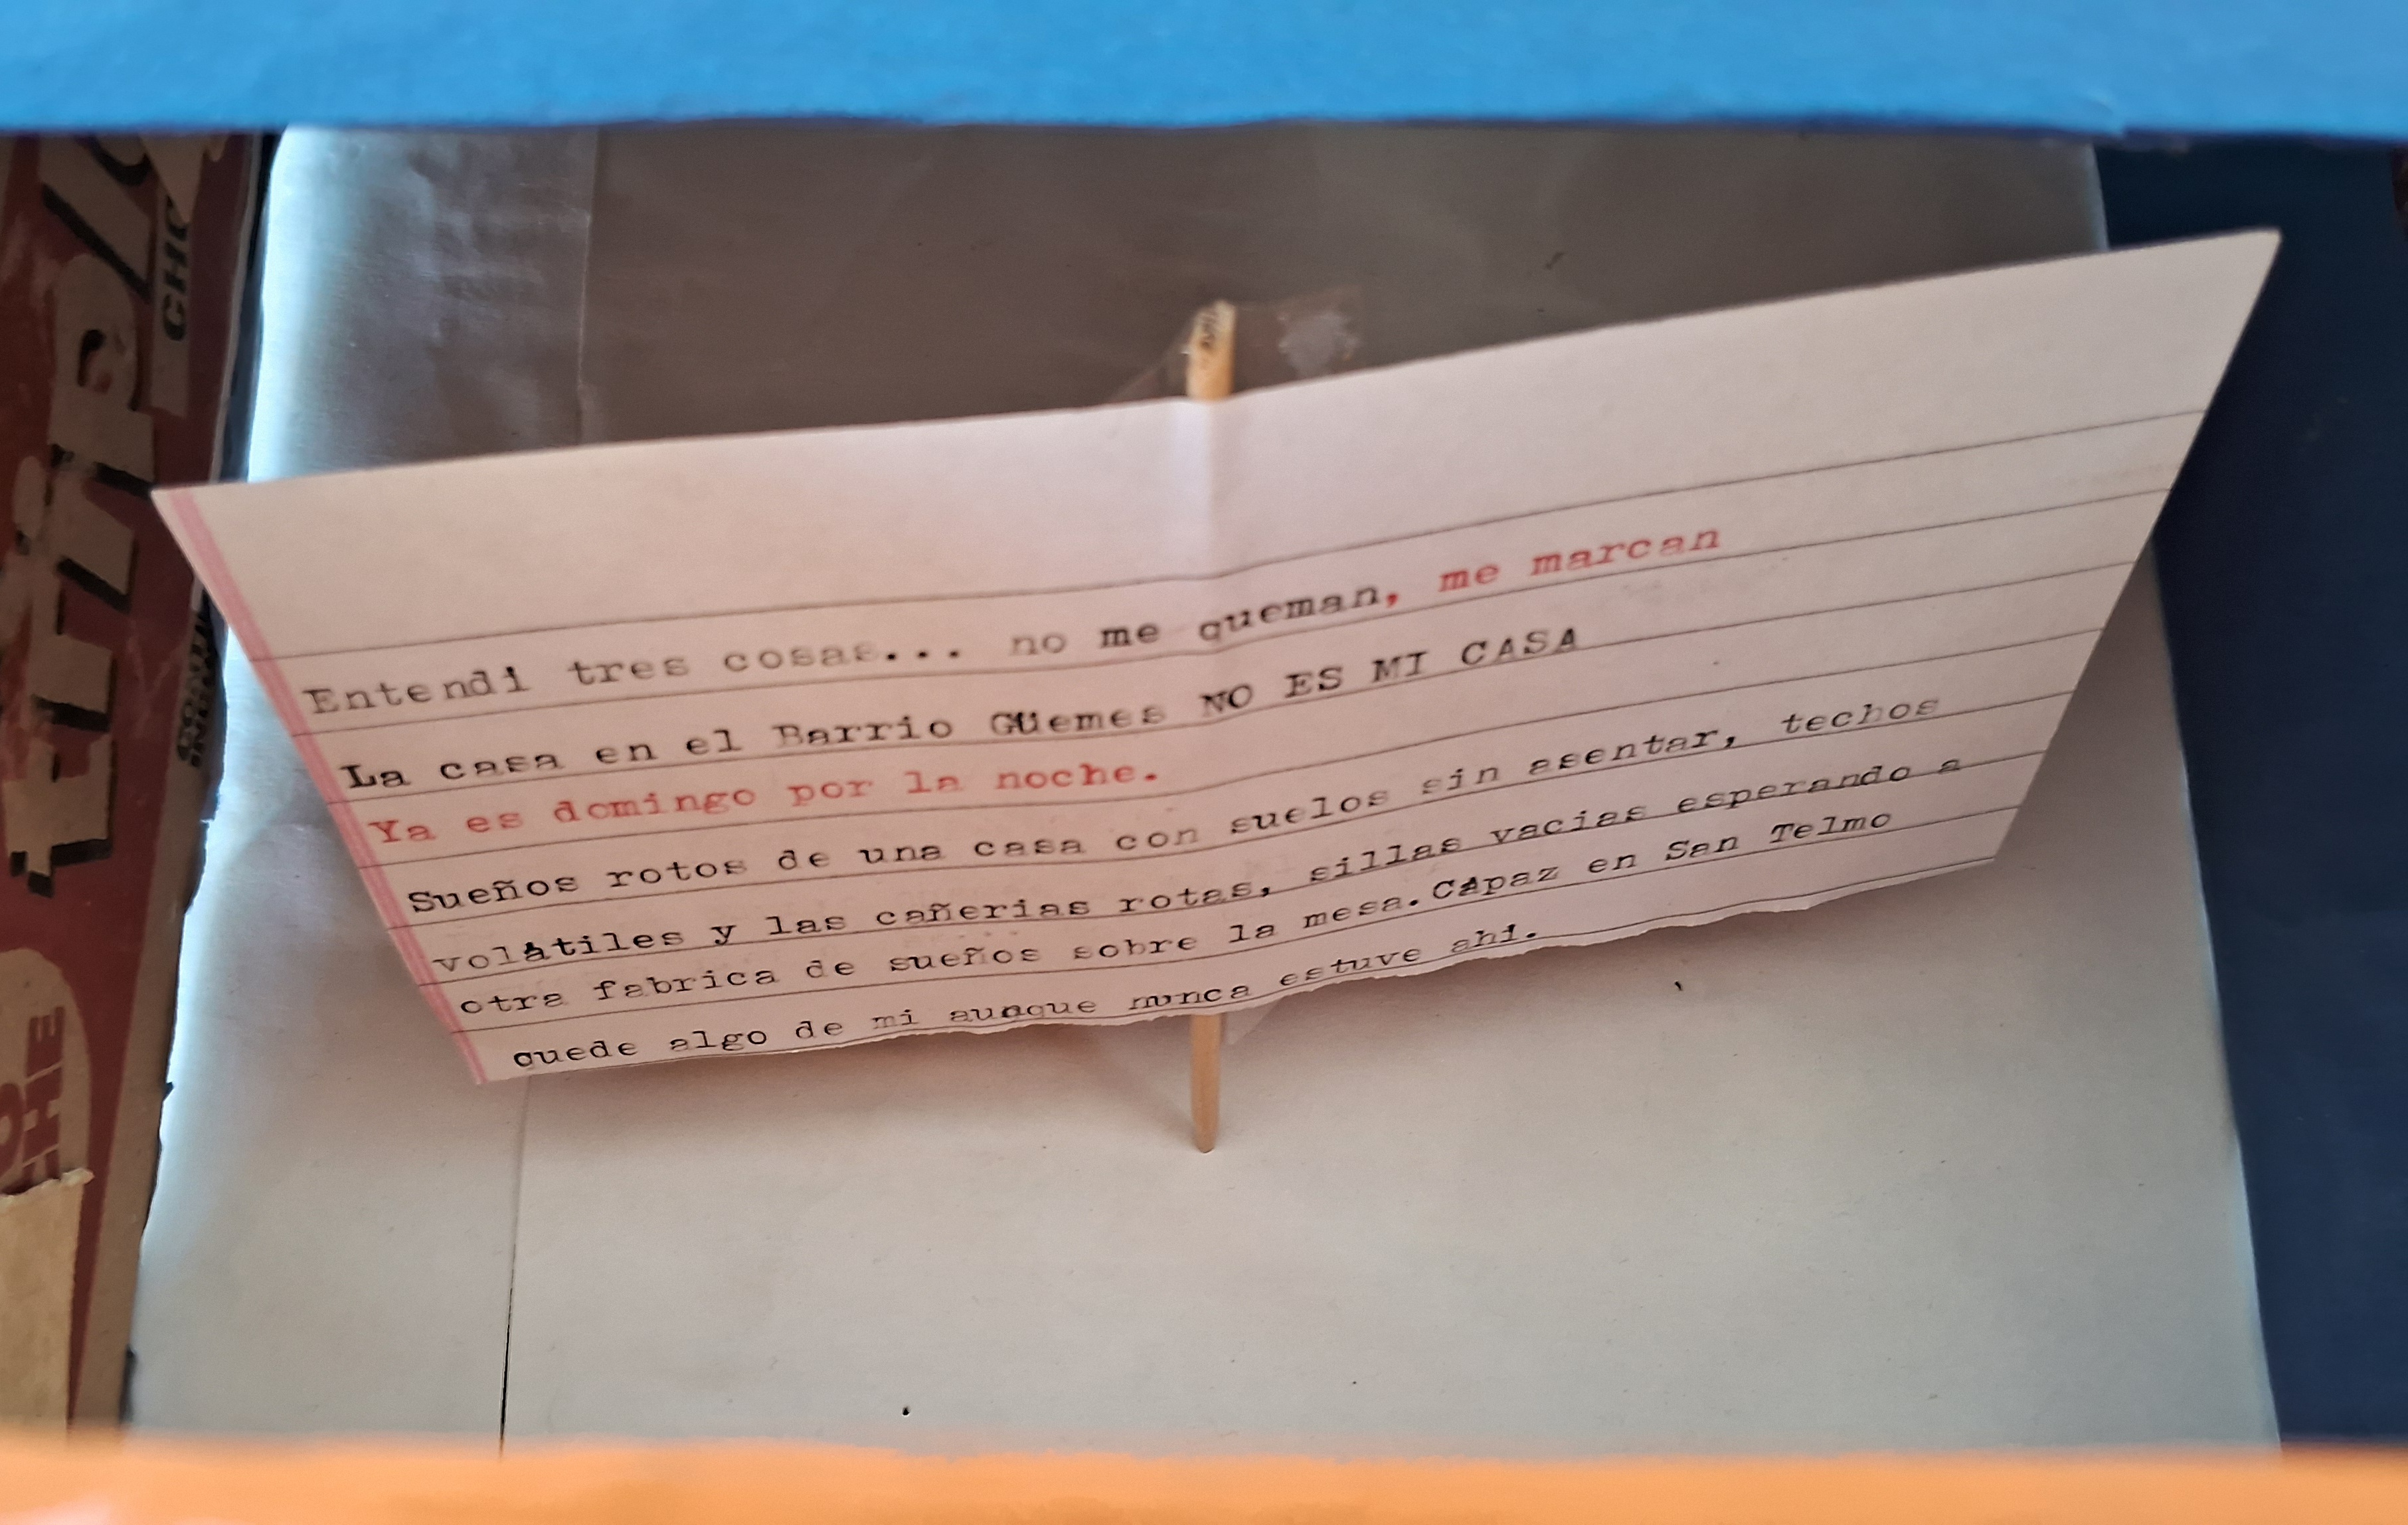 Entendi tres cosas... no me queman, me marcan
La casa en el Barrio Güemes NO ES MI CASA
Ya es domingo por la noche.
Sueños rotos de una casa con suelos sin asentar, techos
volátiles y las cañerias rotas, sillas vacias esperando a
otra fabrica de sueños sobre la mesa.Cápaz en San Telmo
quede algo de mi aunque nunca estuve ahi.